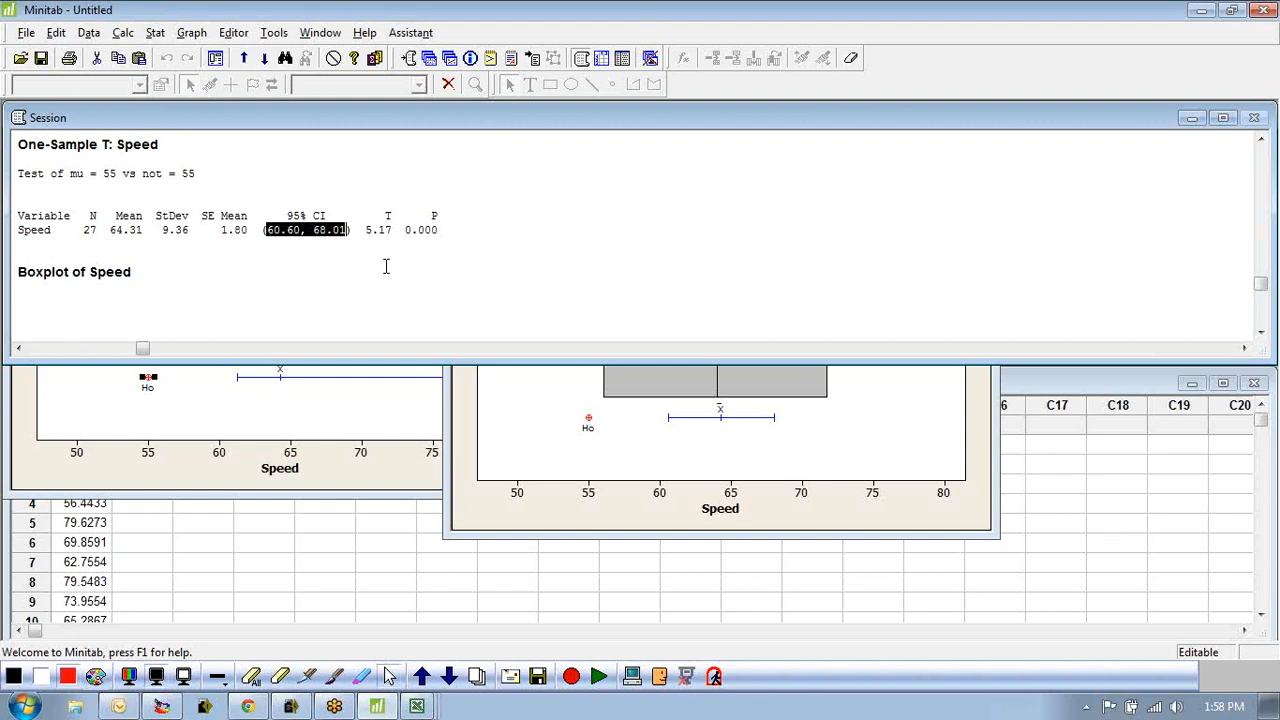 Minitab - Untitled
File Edit Data Calc Stat Graph Editor Tools Window Help Assistant
Session
One-Sample T: Speed
Test of mu = 55 vs not = 55
Variable N Mean StDev SE Mean 95% CI T P
Speed 27 64.31 9.36 1.80 (60.60, 68.01) 5.17 0.000
Boxplot of Speed
X
Ho
50 55 60 65 70 75
Speed
X
Ho
50 55 60 65 70 75 80
Speed
6 C17 C18 C19 C20
4 56.4433
5 79.6273
6 69.8591
7 62.7554
8 79.5483
9 73.9554
10 65.2867
Welcome to Minitab, press F1 for help.
Editable
All
1:58 PM